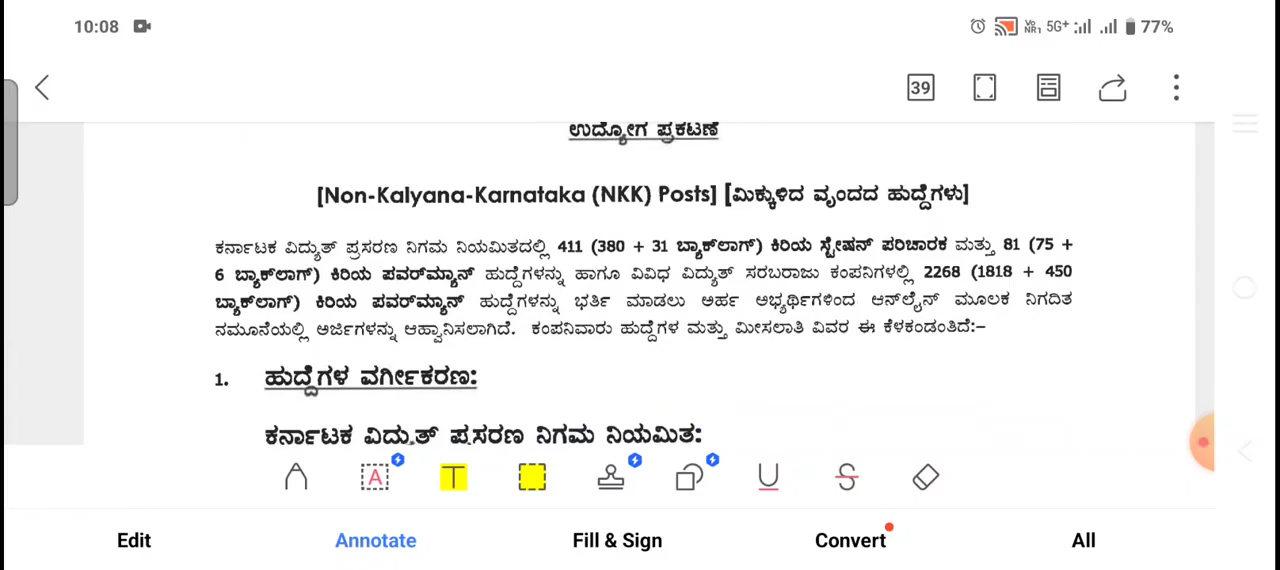 10:08
Vo NR1 5G+ 77%
39
ಉದ್ಯೋಗ ಪ್ರಕಟಣೆ
[Non-Kalyana-Karnataka (NKK) Posts] [ಮಿಕ್ಕುಳಿದ ವೃಂದದ ಹುದ್ದೆಗಳು]
ಕರ್ನಾಟಕ ವಿದ್ಯುತ್ ಪ್ರಸರಣ ನಿಗಮ ನಿಯಮಿತದಲ್ಲಿ 411 (380 + 31 ಬ್ಯಾಕ್‌ಲಾಗ್) ಕಿರಿಯ ಸ್ಟೇಷನ್ ಪರಿಚಾರಕ ಮತ್ತು 81 (75 +
6 ಬ್ಯಾಕ್‌ಲಾಗ್) ಕಿರಿಯ ಪವರ್‌ಮ್ಯಾನ್ ಹುದ್ದೆಗಳನ್ನು ಹಾಗೂ ವಿವಿಧ ವಿದ್ಯುತ್ ಸರಬರಾಜು ಕಂಪನಿಗಳಲ್ಲಿ 2268 (1818 + 450
ಬ್ಯಾಕ್‌ಲಾಗ್) ಕಿರಿಯ ಪವರ್‌ಮ್ಯಾನ್ ಹುದ್ದೆಗಳನ್ನು ಭರ್ತಿ ಮಾಡಲು ಅರ್ಹ ಅಭ್ಯರ್ಥಿಗಳಿಂದ ಆನ್‌ಲೈನ್ ಮೂಲಕ ನಿಗದಿತ
ನಮೂನೆಯಲ್ಲಿ ಅರ್ಜಿಗಳನ್ನು ಆಹ್ವಾನಿಸಲಾಗಿದೆ. ಕಂಪನಿವಾರು ಹುದ್ದೆಗಳ ಮತ್ತು ಮೀಸಲಾತಿ ವಿವರ ಈ ಕೆಳಕಂಡಂತಿದೆ:–
1. ಹುದ್ದೆಗಳ ವರ್ಗೀಕರಣ:
ಕರ್ನಾಟಕ ವಿದ್ಯುತ್ ಪ್ರಸರಣ ನಿಗಮ ನಿಯಮಿತ:
A T U S
Edit Annotate Fill & Sign Convert All